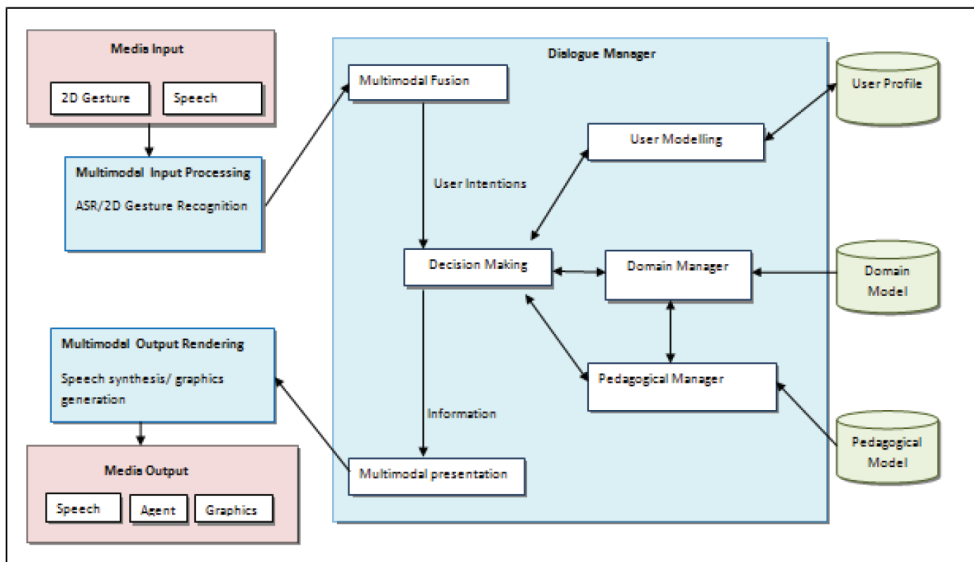 Media Input
2D Gesture
Speech
Multimodal Input Processing
ASR/2D Gesture Recognition
Dialogue Manager
Multimodal Fusion
User Modelling
User Intentions
Decision Making
Domain Manager
Pedagogical Manager
Information
Multimodal presentation
User Profile
Domain
Model
Pedagogical
Model
Multimodal Output Rendering
Speech synthesis/ graphics
generation
Media Output
Speech
Agent
Graphics